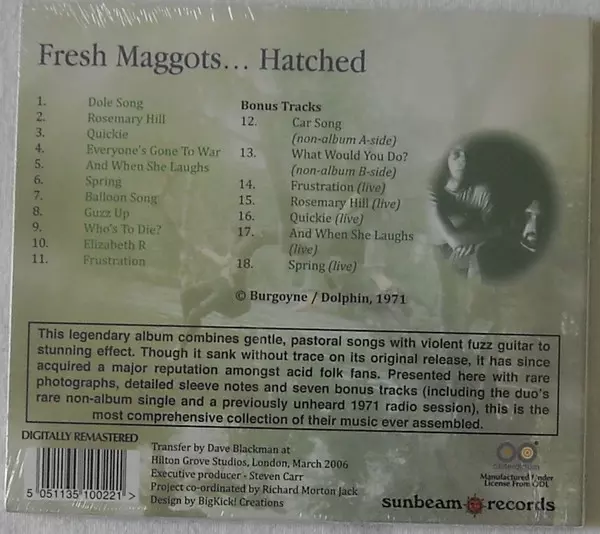 Fresh Maggots... Hatched
1. Dole Song
2. Rosemary Hill
3. Quickie
4. Everyone's Gone To War
5. And When She Laughs
6. Spring
7. Balloon Song
8. Guzz Up
9. Who's To Die?
10. Elizabeth R
11. Frustration
Bonus Tracks
12. Car Song
(non-album A-side)
13. What Would You Do?
(non-album B-side)
14. Frustration (live)
15. Rosemary Hill (live)
16. Quickie (live)
17. And When She Laughs
(live)
18. Spring (live)
© Burgoyne / Dolphin, 1971
This legendary album combines gentle, pastoral songs with violent fuzz guitar to
stunning effect. Though it sank without trace on its original release, it has since
acquired a major reputation amongst acid folk fans. Presented here with rare
photographs, detailed sleeve notes and seven bonus tracks (including the duo's
rare non-album single and a previously unheard 1971 radio session), this is the
most comprehensive collection of their music ever assembled.
DIGITALLY REMASTERED
5 051135 100221 >
Transfer by Dave Blackman at
Hilton Grove Studios, London, March 2006
Executive producer - Steven Carr
Project co-ordinated by Richard Morton Jack
Design by BigKick! Creations
Manufactured Under
License From ODL
sunbeam records